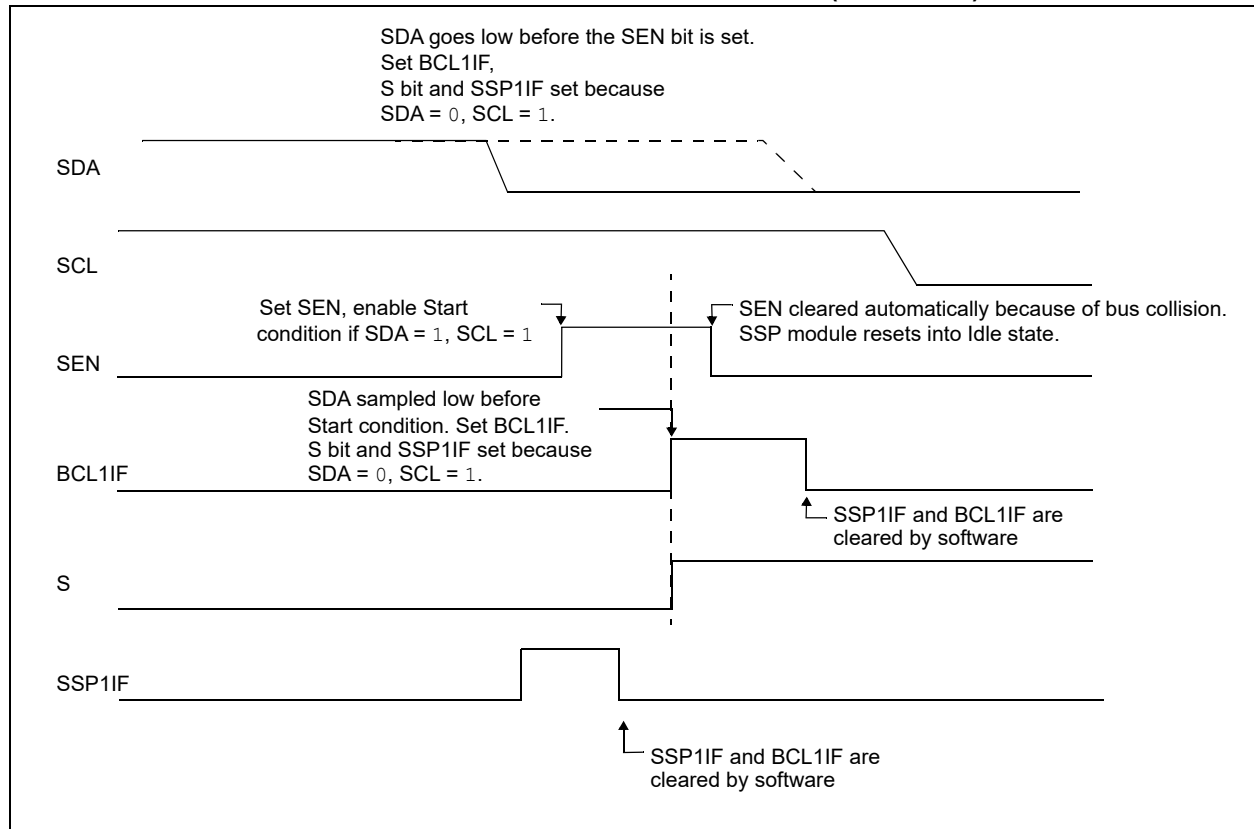 SDA goes low before the SEN bit is set.
Set BCL1IF,
S bit and SSP1IF set because
SDA = 0, SCL = 1.
SDA
SCL
Set SEN, enable Start
condition if SDA = 1, SCL = 1
SEN cleared automatically because of bus collision.
SSP module resets into Idle state.
SEN
SDA sampled low before
Start condition. Set BCL1IF.
S bit and SSP1IF set because
SDA = 0, SCL = 1.
BCL1IF
SSP1IF and BCL1IF are
cleared by software
S
SSP1IF
SSP1IF and BCL1IF are
cleared by software